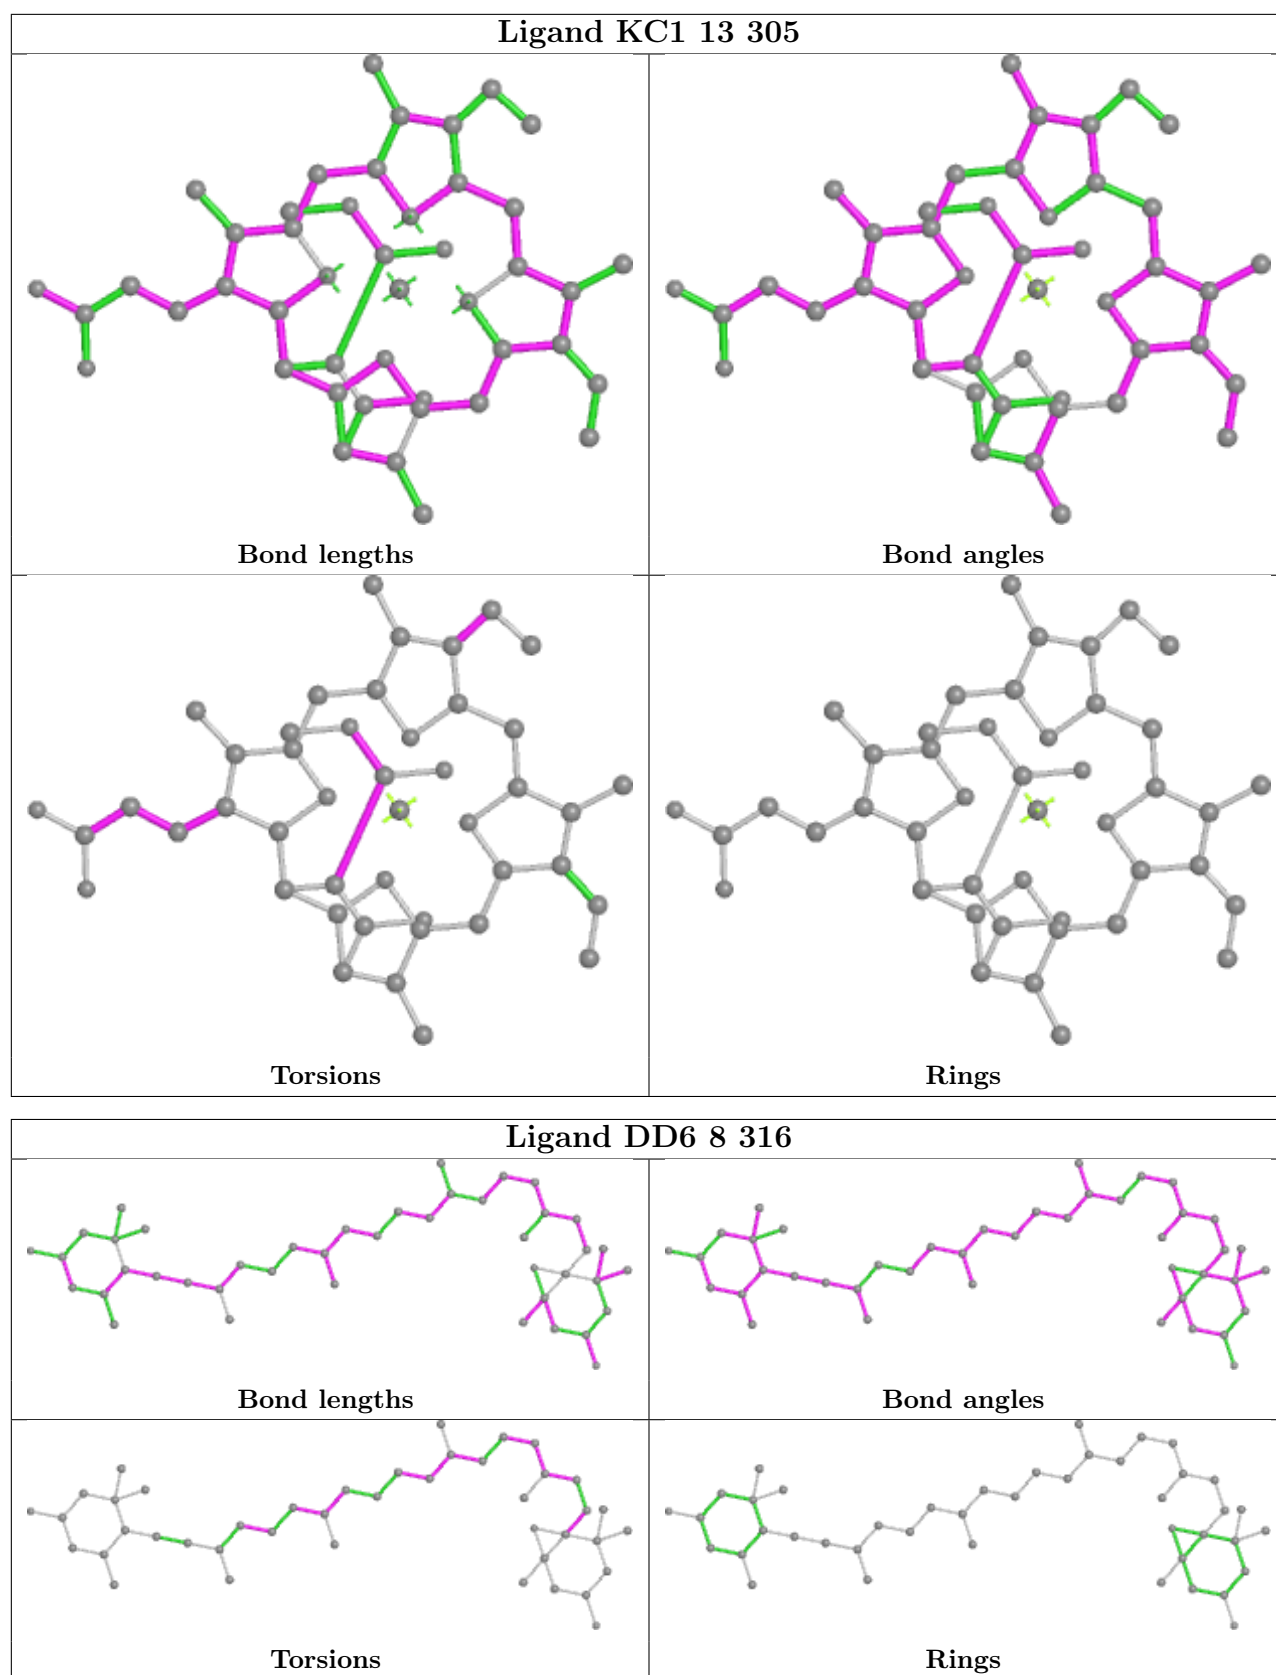 Ligand KC1 13 305
Bond lengths
Bond angles
Torsions
Rings
Ligand DD6 8 316
Bond lengths
Bond angles
Torsions
Rings